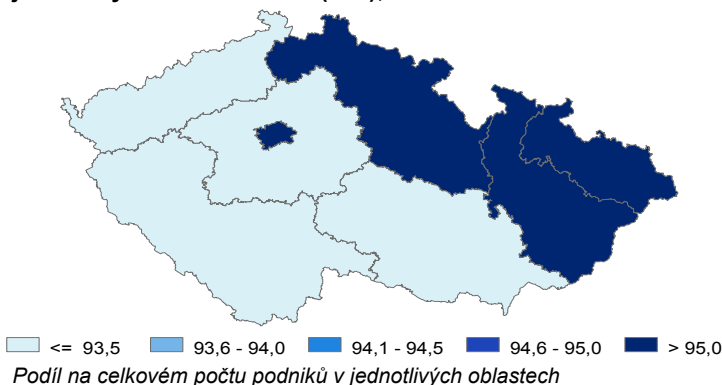 <= 93,5 93,6 - 94,0 94,1 - 94,5 94,6 - 95,0 > 95,0
Podíl na celkovém počtu podniků v jednotlivých oblastech